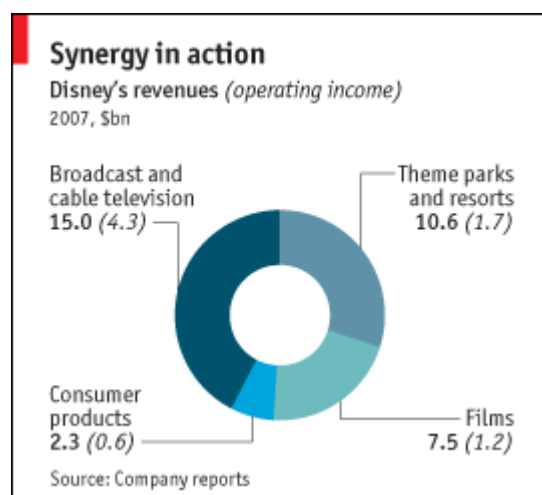 Synergy in action
Disney's revenues (operating income)
2007, $bn
Broadcast and
cable television
15.0 (4.3)
Theme parks
and resorts
10.6 (1.7)
Consumer
products
2.3 (0.6)
Films
7.5 (1.2)
Source: Company reports